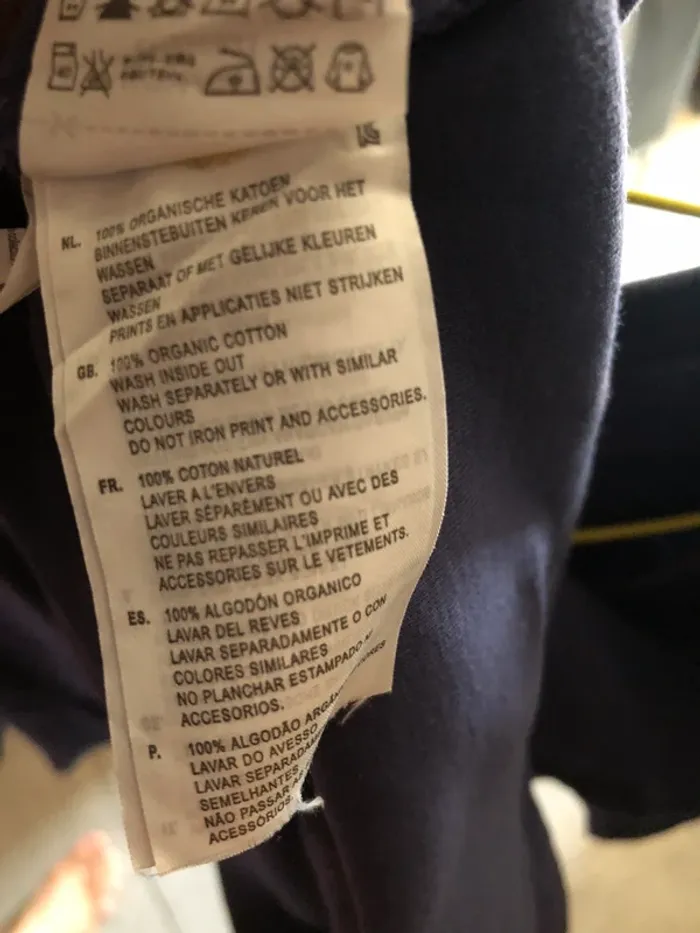 NL. 100% ORGANISCHE KATOEN
BINNENSTEBUITEN KEREN VOOR HET
WASSEN
SEPARAAT OF MET GELIJKE KLEUREN
WASSEN
PRINTS EN APPLICATIES NIET STRIJKEN
GB. 100% ORGANIC COTTON
WASH INSIDE OUT
WASH SEPARATELY OR WITH SIMILAR
COLOURS
DO NOT IRON PRINT AND ACCESSORIES.
FR. 100% COTON NATUREL
LAVER A L'ENVERS
LAVER SÉPARÉMENT OU AVEC DES
COULEURS SIMILAIRES
NE PAS REPASSER L'IMPRIME ET
ACCESSORIES SUR LE VETEMENTS.
ES. 100% ALGODÓN ORGANICO
LAVAR DEL REVES
LAVAR SEPARADAMENTE O CON
COLORES SIMILARES
NO PLANCHAR ESTAMPADO
ACCESORIOS.
P. 100% ALGODÃO
LAVAR DO AVESSO
LAVAR
SEMELHANTES
NÃO PASSAR
ACESSÓRIOS